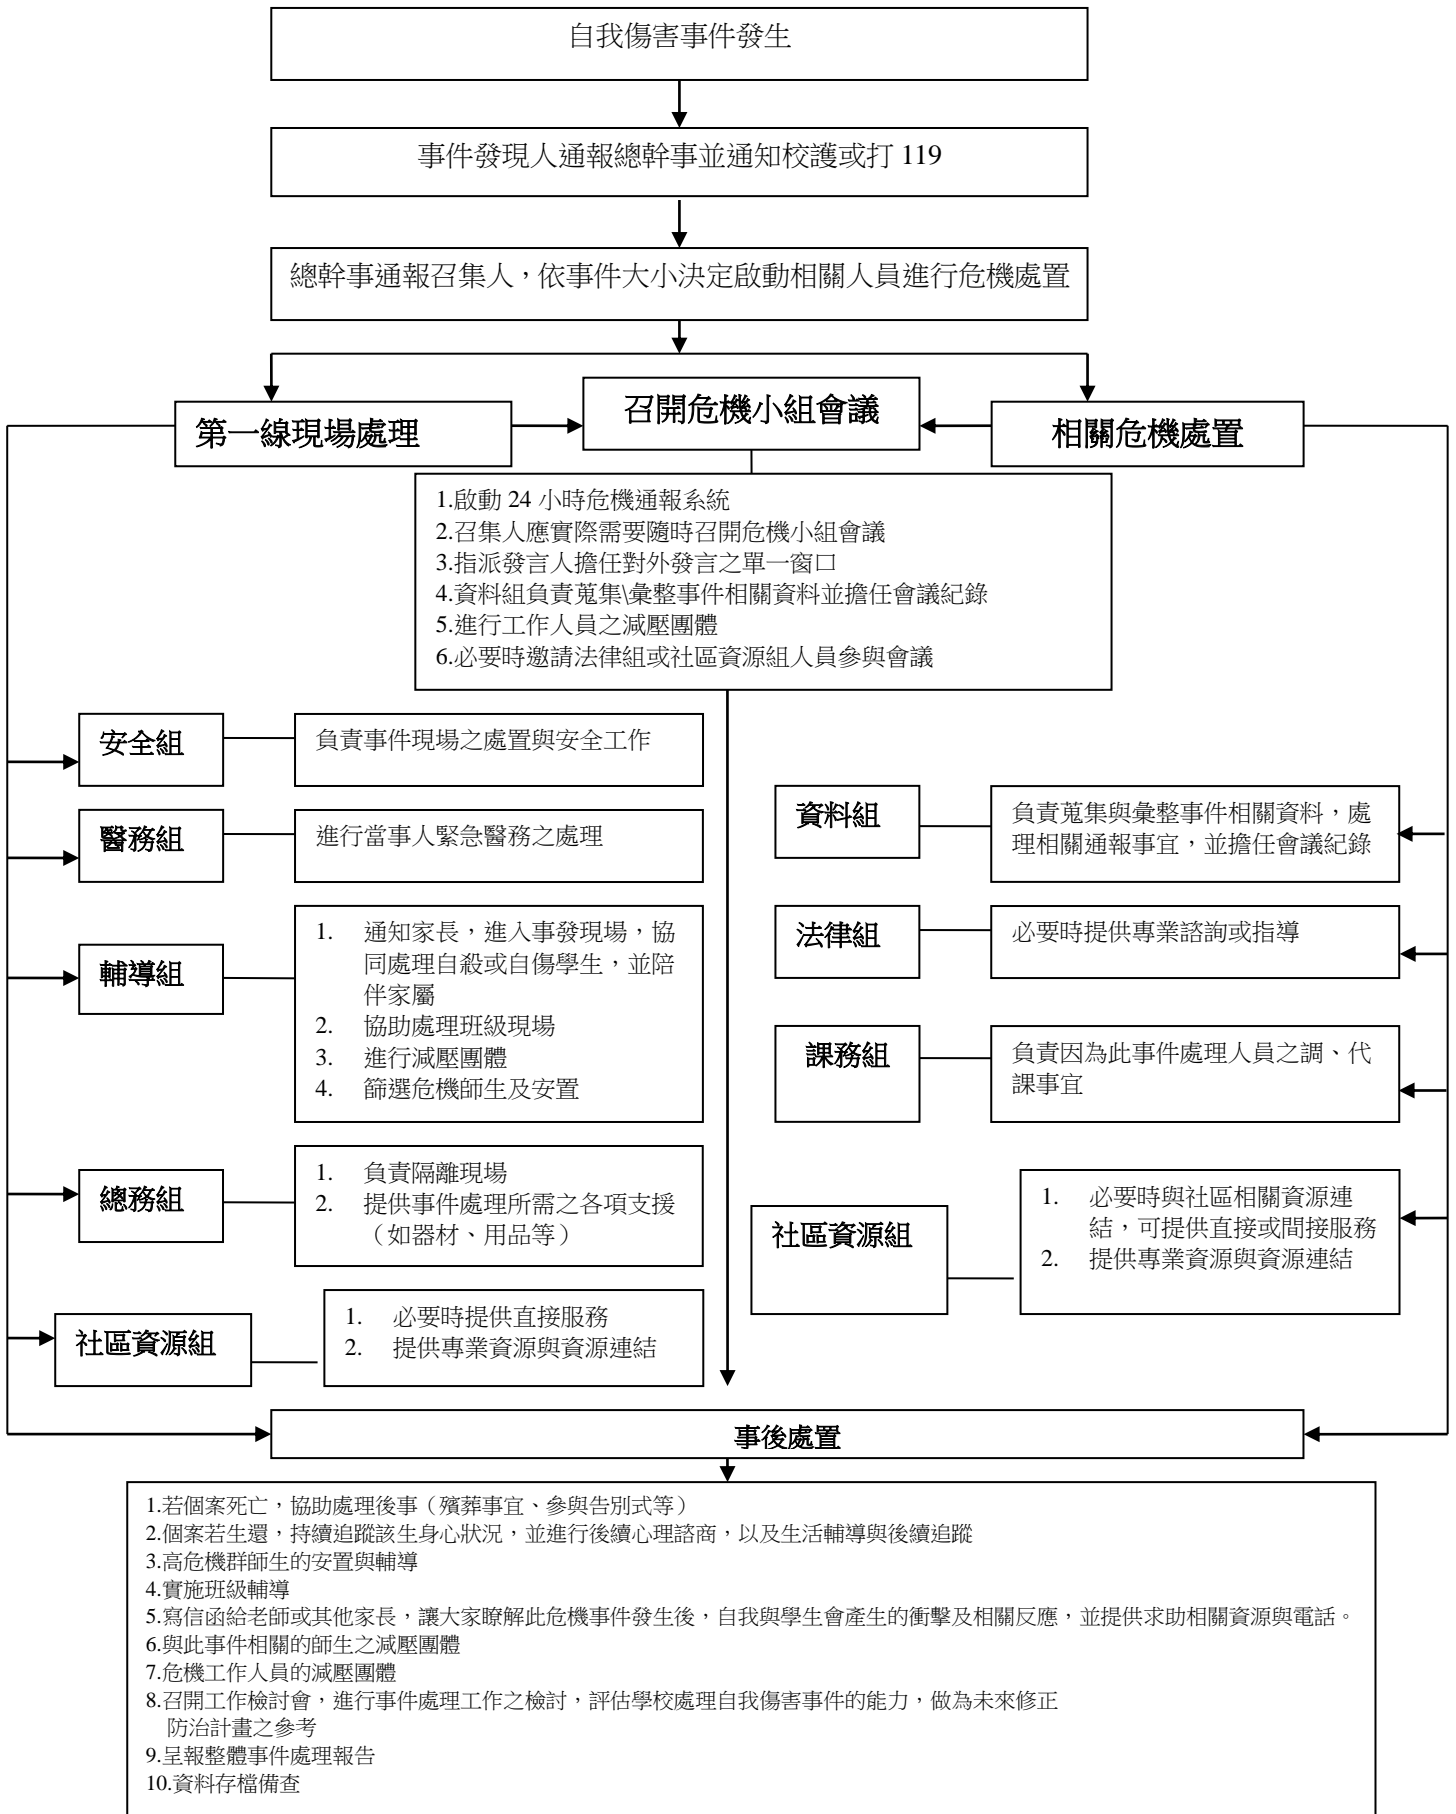 自我傷害事件發生
事件發現人通報總幹事並通知校護或打 119
總幹事通報召集人，依事件大小決定啟動相關人員進行危機處置
第一線現場處理
召開危機小組會議
相關危機處置
1.啟動 24 小時危機通報系統
2.召集人應實際需要隨時召開危機小組會議
3.指派發言人擔任對外發言之單一窗口
4.資料組負責蒐集\彙整事件相關資料並擔任會議紀錄
5.進行工作人員之減壓團體
6.必要時邀請法律組或社區資源組人員參與會議
安全組
負責事件現場之處置與安全工作
醫務組
進行當事人緊急醫務之處理
輔導組
1. 通知家長，進入事發現場，協
同處理自殺或自傷學生，並陪
伴家屬
2. 協助處理班級現場
3. 進行減壓團體
4. 篩選危機師生及安置
總務組
1. 負責隔離現場
2. 提供事件處理所需之各項支援
（如器材、用品等）
社區資源組
1. 必要時提供直接服務
2. 提供專業資源與資源連結
資料組
負責蒐集與彙整事件相關資料，處
理相關通報事宜，並擔任會議紀錄
法律組
必要時提供專業諮詢或指導
課務組
負責因為此事件處理人員之調、代
課事宜
社區資源組
1. 必要時與社區相關資源連
結，可提供直接或間接服務
2. 提供專業資源與資源連結
事後處置
1.若個案死亡，協助處理後事（殯葬事宜、參與告別式等）
2.個案若生還，持續追蹤該生身心狀況，並進行後續心理諮商，以及生活輔導與後續追蹤
3.高危機群師生的安置與輔導
4.實施班級輔導
5.寫信函給老師或其他家長，讓大家瞭解此危機事件發生後，自我與學生會產生的衝擊及相關反應，並提供求助相關資源與電話。
6.與此事件相關的師生之減壓團體
7.危機工作人員的減壓團體
8.召開工作檢討會，進行事件處理工作之檢討，評估學校處理自我傷害事件的能力，做為未來修正
防治計畫之參考
9.呈報整體事件處理報告
10.資料存檔備查